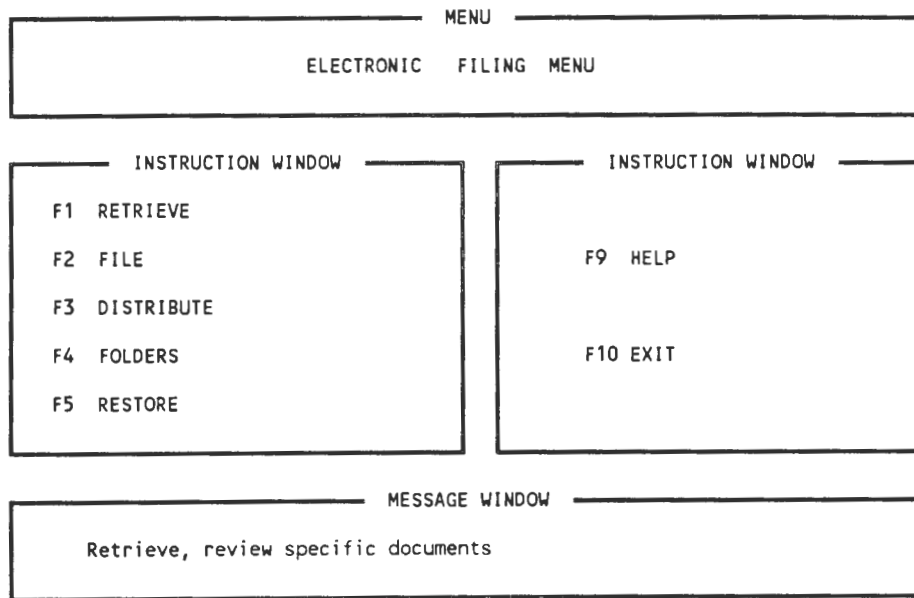 MENU
ELECTRONIC FILING MENU
INSTRUCTION WINDOW
F1 RETRIEVE
F2 FILE
F3 DISTRIBUTE
F4 FOLDERS
F5 RESTORE
INSTRUCTION WINDOW
F9 HELP
F10 EXIT
MESSAGE WINDOW
Retrieve, review specific documents